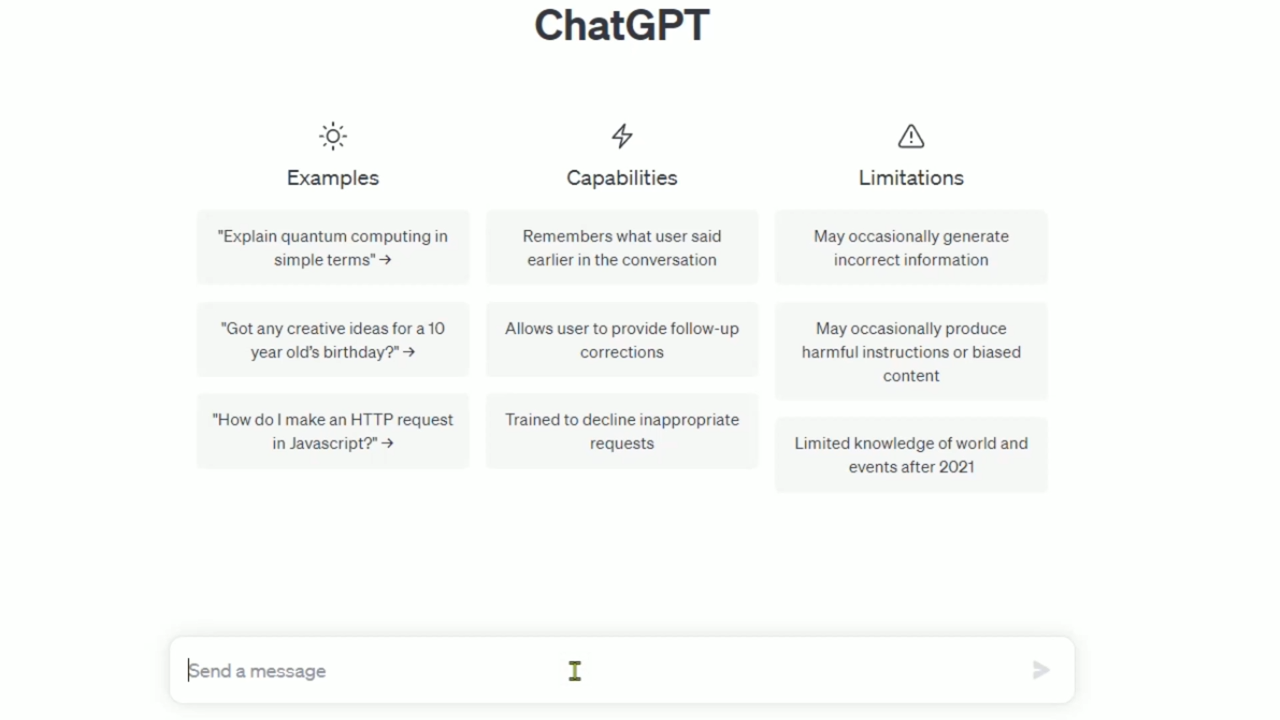 ChatGPT
Examples
"Explain quantum computing in
simple terms" →
"Got any creative ideas for a 10
year old's birthday?" →
"How do I make an HTTP request
in Javascript?" →
Capabilities
Remembers what user said
earlier in the conversation
Allows user to provide follow-up
corrections
Trained to decline inappropriate
requests
Limitations
May occasionally generate
incorrect information
May occasionally produce
harmful instructions or biased
content
Limited knowledge of world and
events after 2021
Send a message